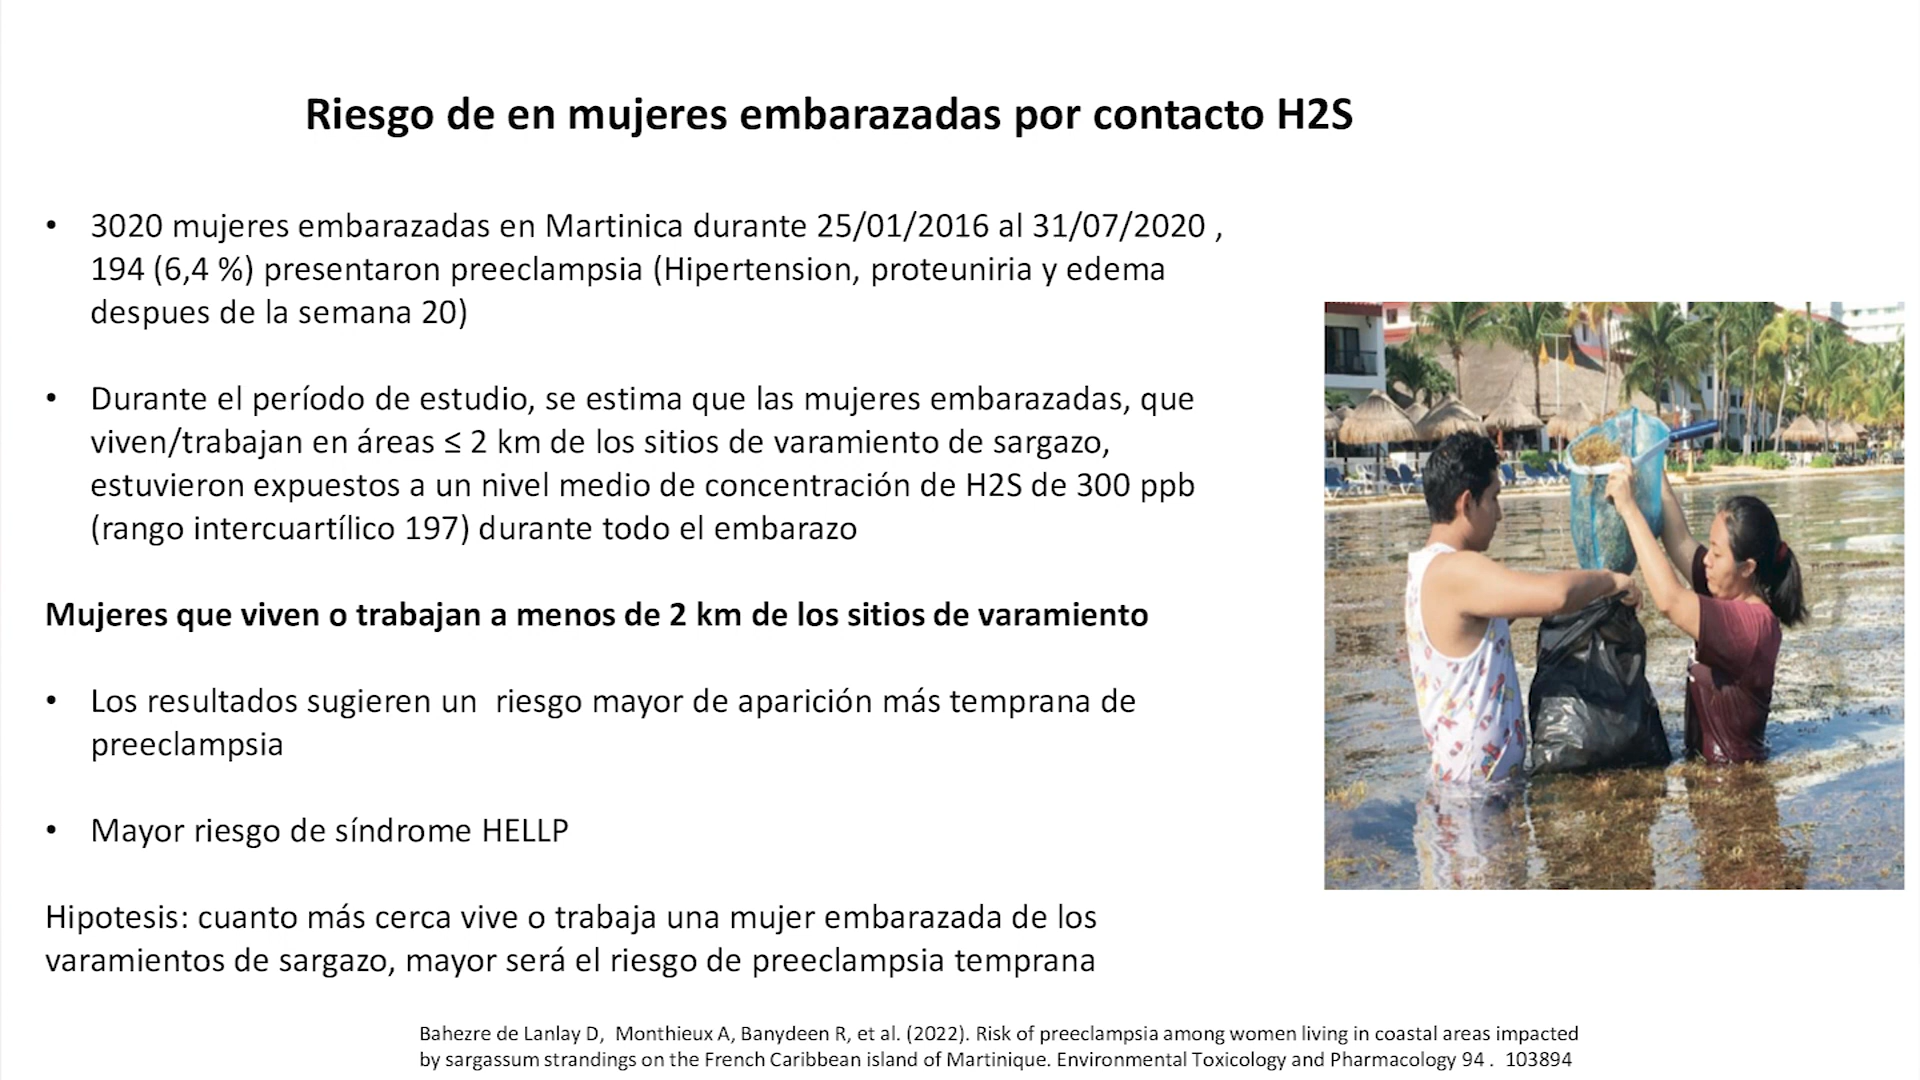 Riesgo de en mujeres embarazadas por contacto H2S
• 3020 mujeres embarazadas en Martinica durante 25/01/2016 al 31/07/2020 ,
194 (6,4 %) presentaron preeclampsia (Hipertension, proteuniria y edema
despues de la semana 20)
• Durante el período de estudio, se estima que las mujeres embarazadas, que
viven/trabajan en áreas ≤ 2 km de los sitios de varamiento de sargazo,
estuvieron expuestos a un nivel medio de concentración de H2S de 300 ppb
(rango intercuartílico 197) durante todo el embarazo
Mujeres que viven o trabajan a menos de 2 km de los sitios de varamiento
• Los resultados sugieren un  riesgo mayor de aparición más temprana de
preeclampsia
• Mayor riesgo de síndrome HELLP
Hipotesis: cuanto más cerca vive o trabaja una mujer embarazada de los
varamientos de sargazo, mayor será el riesgo de preeclampsia temprana
Bahezre de Lanlay D,  Monthieux A, Banydeen R, et al. (2022). Risk of preeclampsia among women living in coastal areas impacted
by sargassum strandings on the French Caribbean island of Martinique. Environmental Toxicology and Pharmacology 94 .  103894